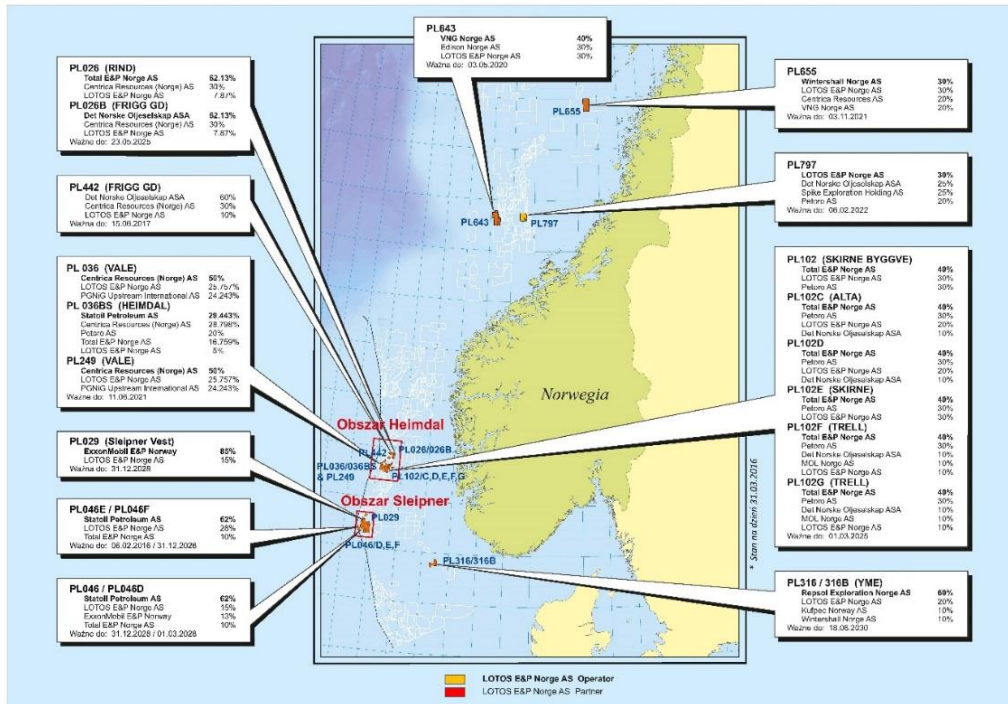 PL643
VNG Norge AS 40%
Edison Norge AS 30%
LOTOS E&P Norge AS 30%
Ważna do: 03.05.2020
PL026 (RIND)
Total E&P Norge AS 62.13%
Centrica Resources (Norge) AS 30%
LOTOS E&P Norge AS 7.87%
PL026B (FRIGG GD)
Det Norske Oljeselskap ASA 62.13%
Centrica Resources (Norge) AS 30%
LOTOS E&P Norge AS 7.87%
Ważno do: 23.05.2025
PL442 (FRIGG GD)
Det Norske Oljeselskap ASA 60%
Centrica Resources (Norge) AS 30%
LOTOS E&P Norge AS 10%
Ważna do: 15.06.2017
PL 036 (VALE)
Centrica Resources (Norge) AS 50%
LOTOS E&P Norge AS 25.757%
PGNiG Upstream International AS 24.243%
PL 036BS (HEIMDAL)
Statoil Petroleum AS 29.443%
Centrica Resources (Norge) AS 28.798%
Petoro AS 20%
Total E&P Norge AS 16.759%
LOTOS E&P Norge AS 5%
PL249 (VALE)
Centrica Resources (Norge) AS 50%
LOTOS E&P Norge AS 25.757%
PGNiG Upstream International AS 24.243%
Ważne do: 11.06.2021
PL029 (Sleipner Vest)
ExxonMobil E&P Norway 85%
LOTOS E&P Norge AS 15%
Ważna do: 31.12.2028
PL046E / PL046F
Statoil Petroleum AS 62%
LOTOS E&P Norge AS 28%
Total E&P Norge AS 10%
Ważne do: 06.02.2016 / 31.12.2028
PL046 / PL046D
Statoil Petroleum AS 62%
LOTOS E&P Norge AS 15%
ExxonMobil E&P Norway 13%
Total E&P Norge AS 10%
Ważne do: 31.12.2028 / 01.03.2028
PL655
PL643
PL797
Norwegia
Obszar Heimdal
PL442
PL026/026B
PL036/036BS
& PL249
PL102/C,D,E,F,G
Obszar Sleipner
PL029
PL046/D,E,F
PL316/316B
* Stan na dzień 31.03.2016
PL655
Wintershall Norge AS 30%
LOTOS E&P Norge AS 30%
Centrica Resources AS 20%
VNG Norge AS 20%
Ważna do: 03.11.2021
PL797
LOTOS E&P Norge AS 30%
Det Norske Oljeselskap ASA 25%
Spike Exploration Holding AS 25%
Petoro AS 20%
Ważna do: 06.02.2022
PL102 (SKIRNE BYGGVE)
Total E&P Norge AS 40%
LOTOS E&P Norge AS 30%
Petoro AS 30%
PL102C (ALTA)
Total E&P Norge AS 40%
Petoro AS 30%
LOTOS E&P Norge AS 20%
Det Norske Oljeselskap ASA 10%
PL102D
Total E&P Norge AS 40%
Petoro AS 30%
LOTOS E&P Norge AS 20%
Det Norske Oljeselskap ASA 10%
PL102E (SKIRNE)
Total E&P Norge AS 40%
Petoro AS 30%
LOTOS E&P Norge AS 30%
PL102F (TRELL)
Total E&P Norge AS 40%
Petoro AS 30%
Det Norske Oljeselskap ASA 10%
MOL Norge AS 10%
LOTOS E&P Norge AS 10%
PL102G (TRELL)
Total E&P Norge AS 40%
Petoro AS 30%
Det Norske Oljeselskap ASA 10%
MOL Norge AS 10%
LOTOS E&P Norge AS 10%
Ważne do: 01.03.2025
PL316 / 316B (YME)
Repsol Exploration Norge AS 60%
LOTOS E&P Norge AS 20%
Kufpec Norway AS 10%
Wintershall Norge AS 10%
Ważne do: 18.06.2030
LOTOS E&P Norge AS Operator
LOTOS E&P Norge AS Partner